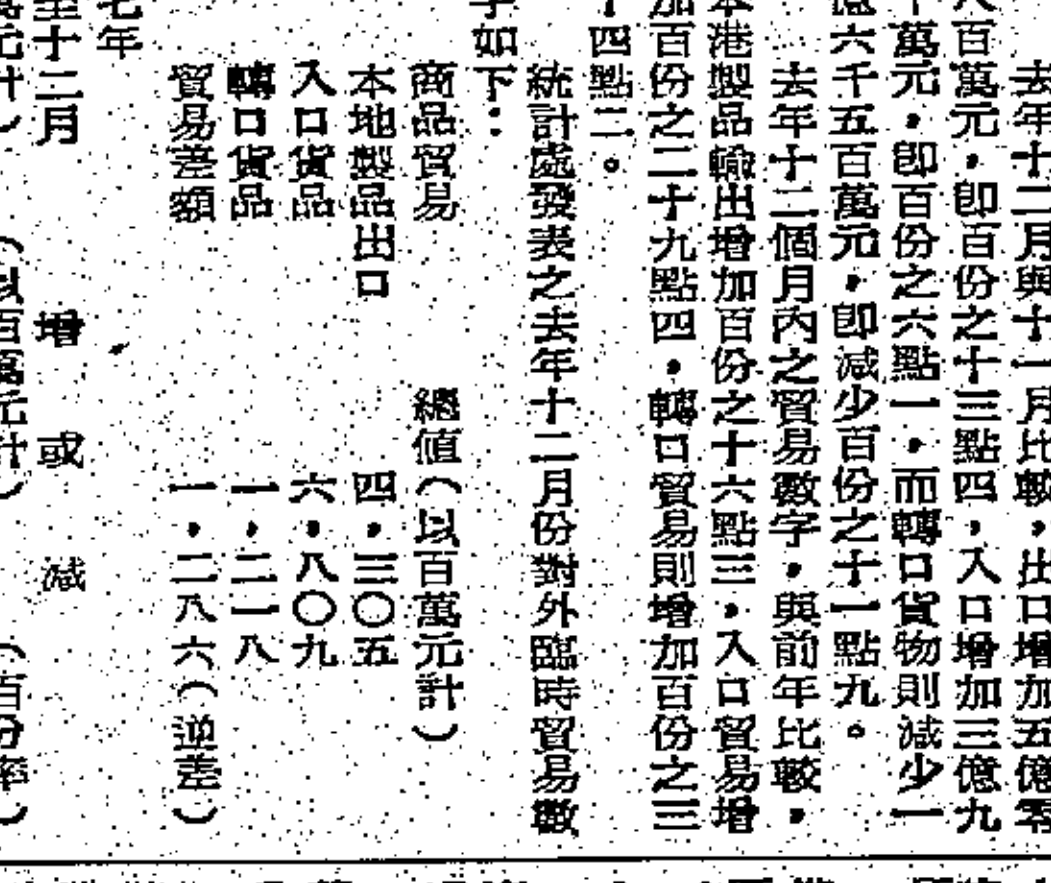 去年十二月與十一月比較，出口增加五億零
八百萬元，即百份之十三點四，入口增加三億九
千萬元，即百份之六點一，而轉口貨物則減少一
億六千五百萬元，即減少百份之十一點九。
去年十二個月內之貿易數字，與前年比較，
本港製品輸出增加百份之十六點三，入口貿易增
加百份之二十九點四，轉口貿易則增加百份之三
十四點二。
統計處發表之去年十二月份對外臨時貿易數
字如下：
商品貿易　總值（以百萬元計）
本地製品出口　四，三〇五
入口貨品　六，八〇九
轉口貨品　一，二一八
貿易差額　一，二八六（逆差）
七年
至十二月　增或減
萬元計）　（以百萬元計）　（百份率）